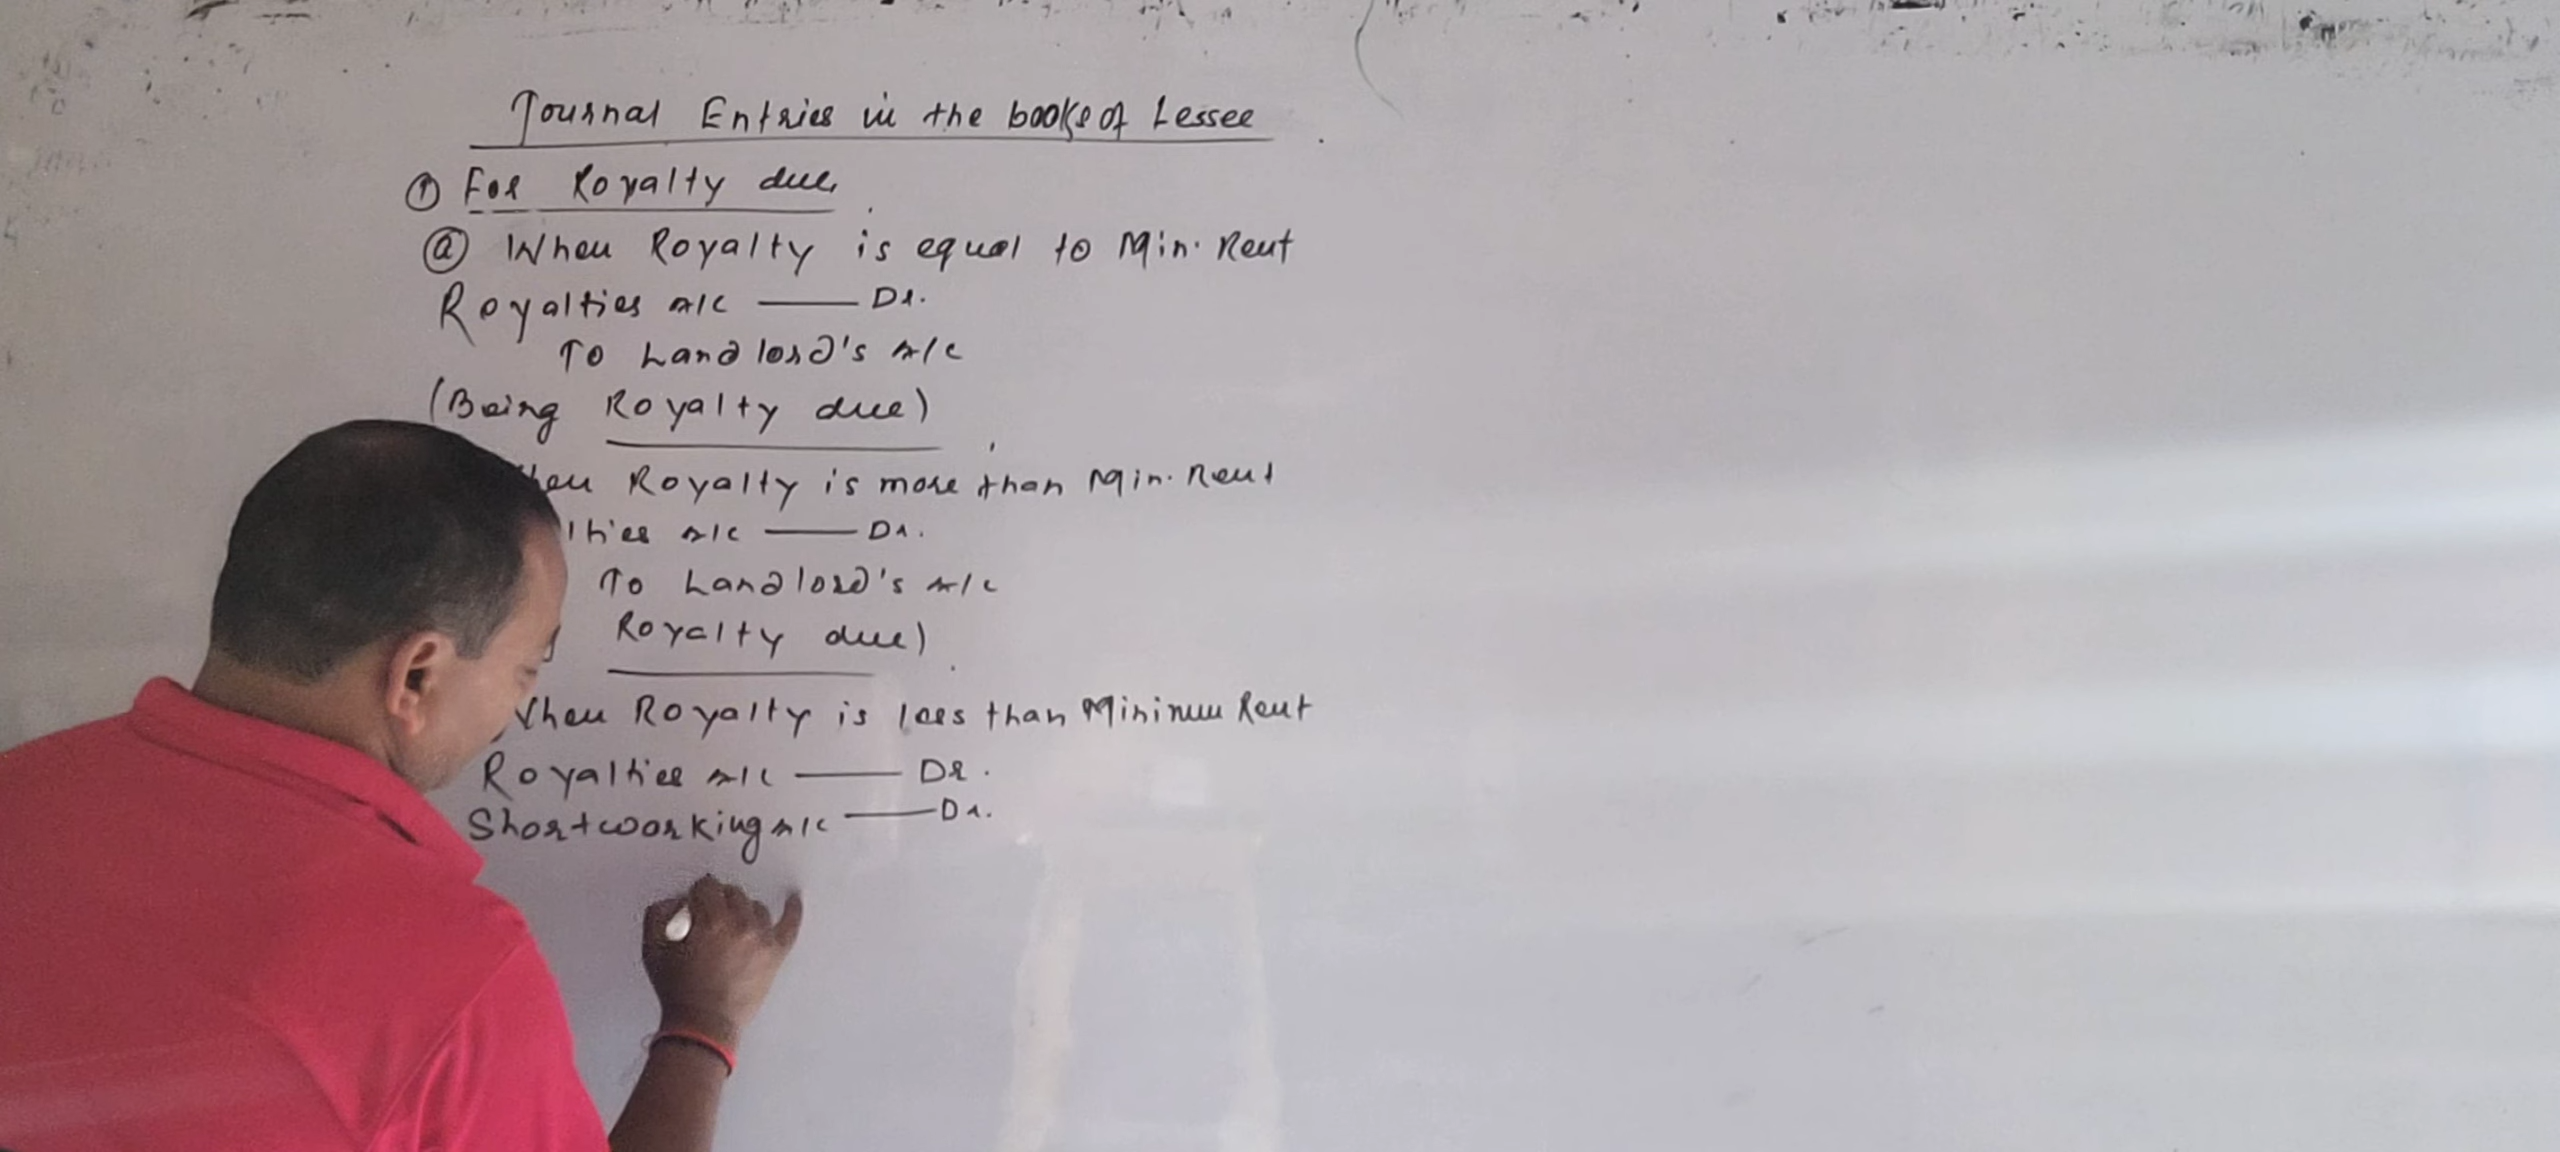 Journal Entries in the books of Lessee
① For Royalty due
ⓐ When Royalty is equal to Min. Rent
Royalties A/c —— Dr.
To Landlord's A/c
(Being Royalty due)
Royalty is more than Min. Rent
A/c —— Dr.
To Landlord's A/c
Royalty due)
When Royalty is less than Minimum Rent
Royalties A/c —— DR.
Shortworking A/c —— Dr.